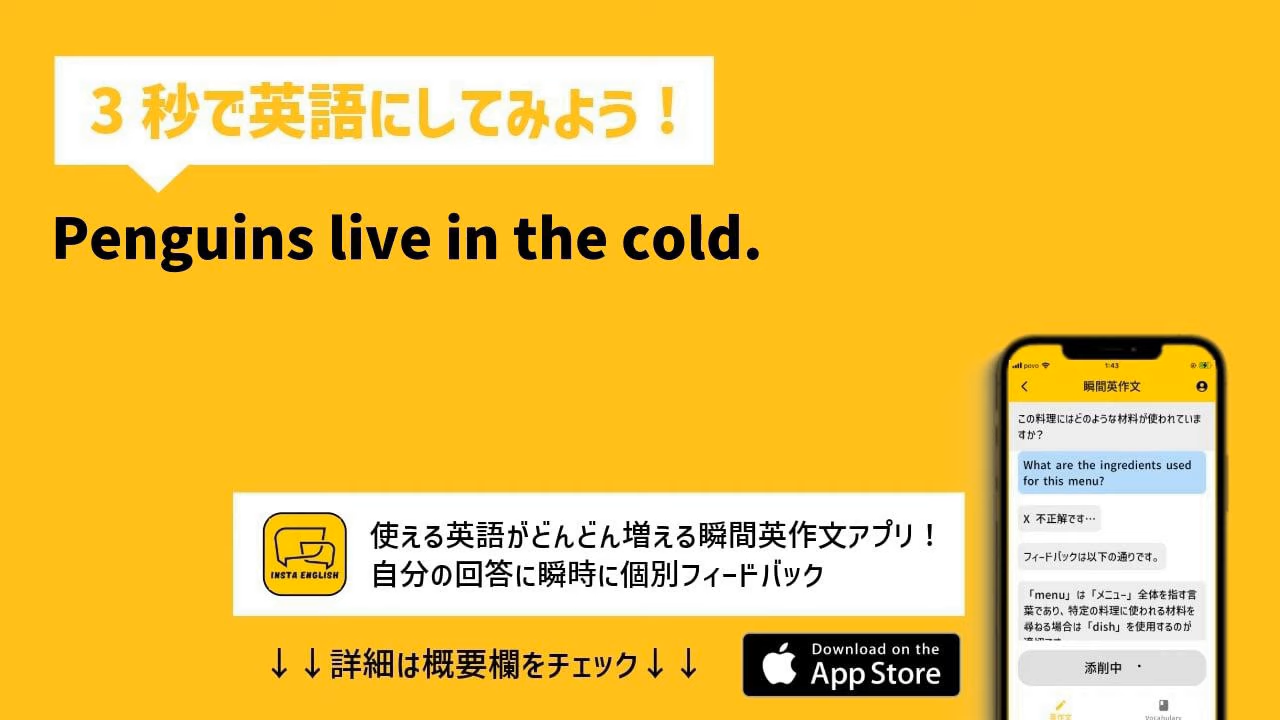 3 秒で英語にしてみよう！
Penguins live in the cold.
povo 1:43
瞬間英作文
この料理にはどのような材料が使われていま
すか？
What are the ingredients used
for this menu?
X 不正解です…
フィードバックは以下の通りです。
「menu」は「メニュー」全体を指す言
葉であり、特定の料理に使われる材料を
尋ねる場合は「dish」を使用するのが
添削中 ・
英作文 Vocabulary
INSTA ENGLISH
使える英語がどんどん増える瞬間英作文アプリ！
自分の回答に瞬時に個別フィードバック
↓↓詳細は概要欄をチェック↓↓
Download on the
App Store